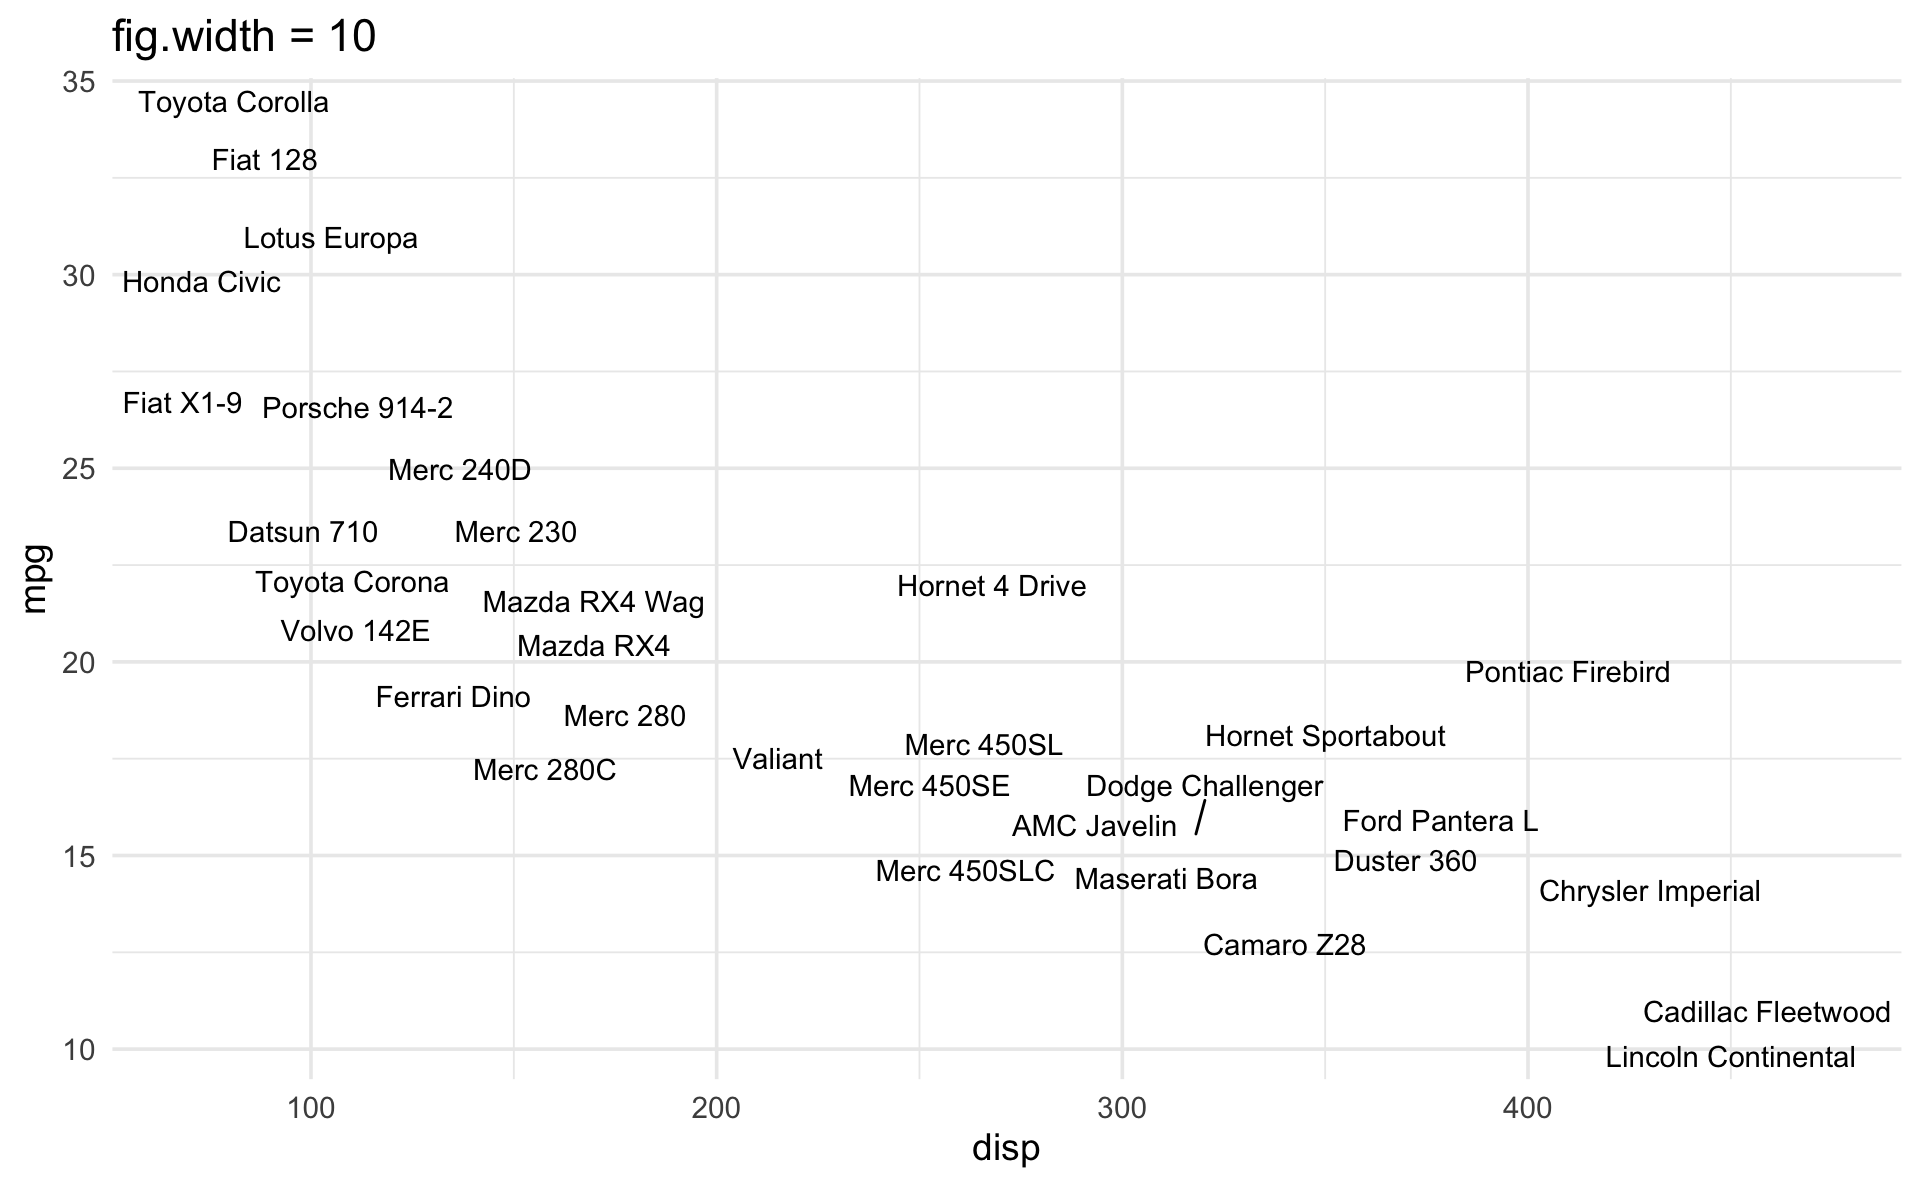 fig.width = 10
35
Toyota Corolla
Fiat 128
Lotus Europa
30
Honda Civic
Fiat X1-9
Porsche 914-2
25
Merc 240D
Datsun 710
Merc 230
mpg
Toyota Corona
Hornet 4 Drive
Mazda RX4 Wag
Volvo 142E
Mazda RX4
20
Pontiac Firebird
Ferrari Dino
Merc 280
Hornet Sportabout
Merc 450SL
Valiant
Merc 280C
Merc 450SE
Dodge Challenger
Ford Pantera L
AMC Javelin
15
Duster 360
Merc 450SLC
Maserati Bora
Chrysler Imperial
Camaro Z28
Cadillac Fleetwood
10
Lincoln Continental
100
200
300
400
disp